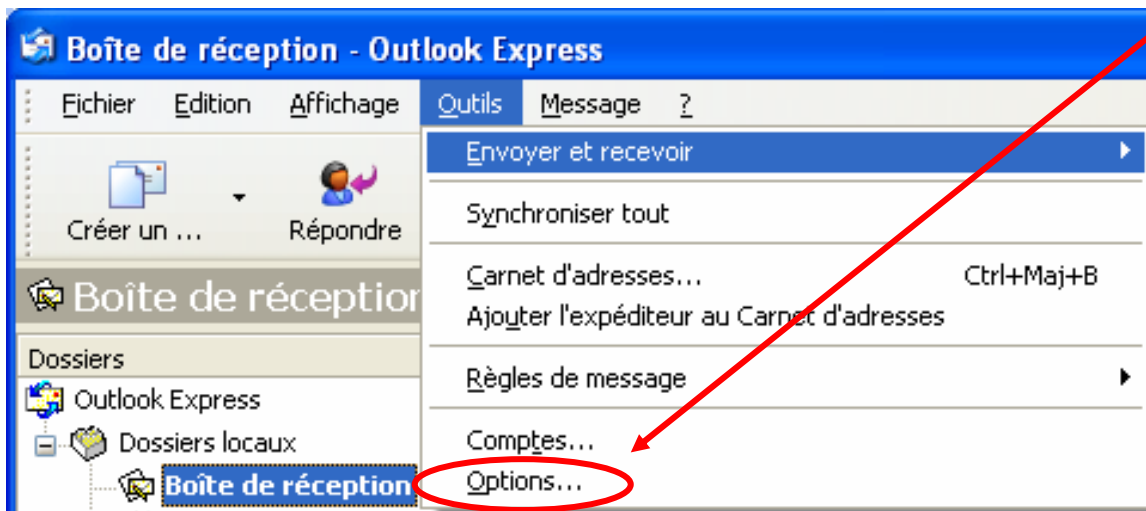 Boîte de réception - Outlook Express
Fichier Edition Affichage Outils Message ?
Envoyer et recevoir
Synchroniser tout
Créer un ... Répondre
Carnet d'adresses... Ctrl+Maj+B
Boîte de réception
Ajouter l'expéditeur au Carnet d'adresses
Dossiers
Règles de message
Outlook Express
Dossiers locaux
Comptes...
Boîte de réception
Options...